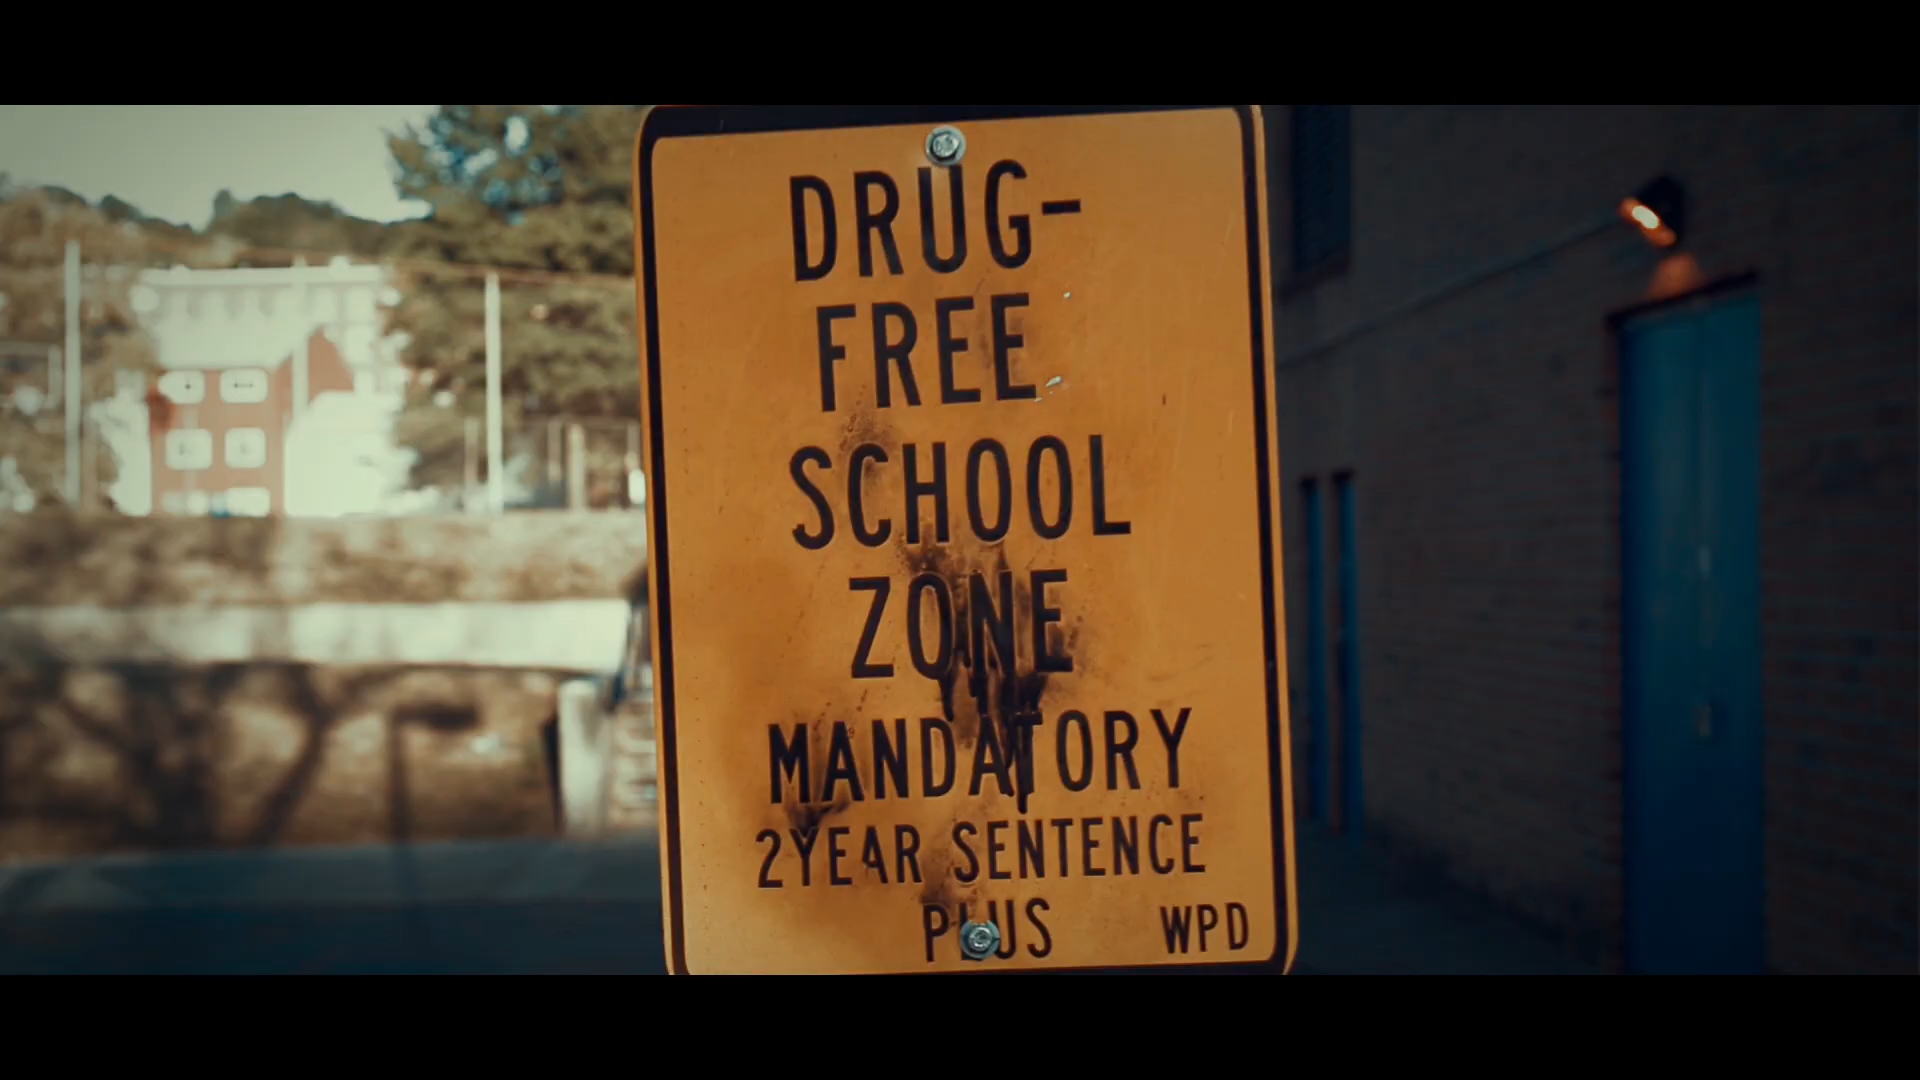 DRUG-
FREE
SCHOOL
ZONE
MANDATORY
2YEAR SENTENCE
PLUS WPD